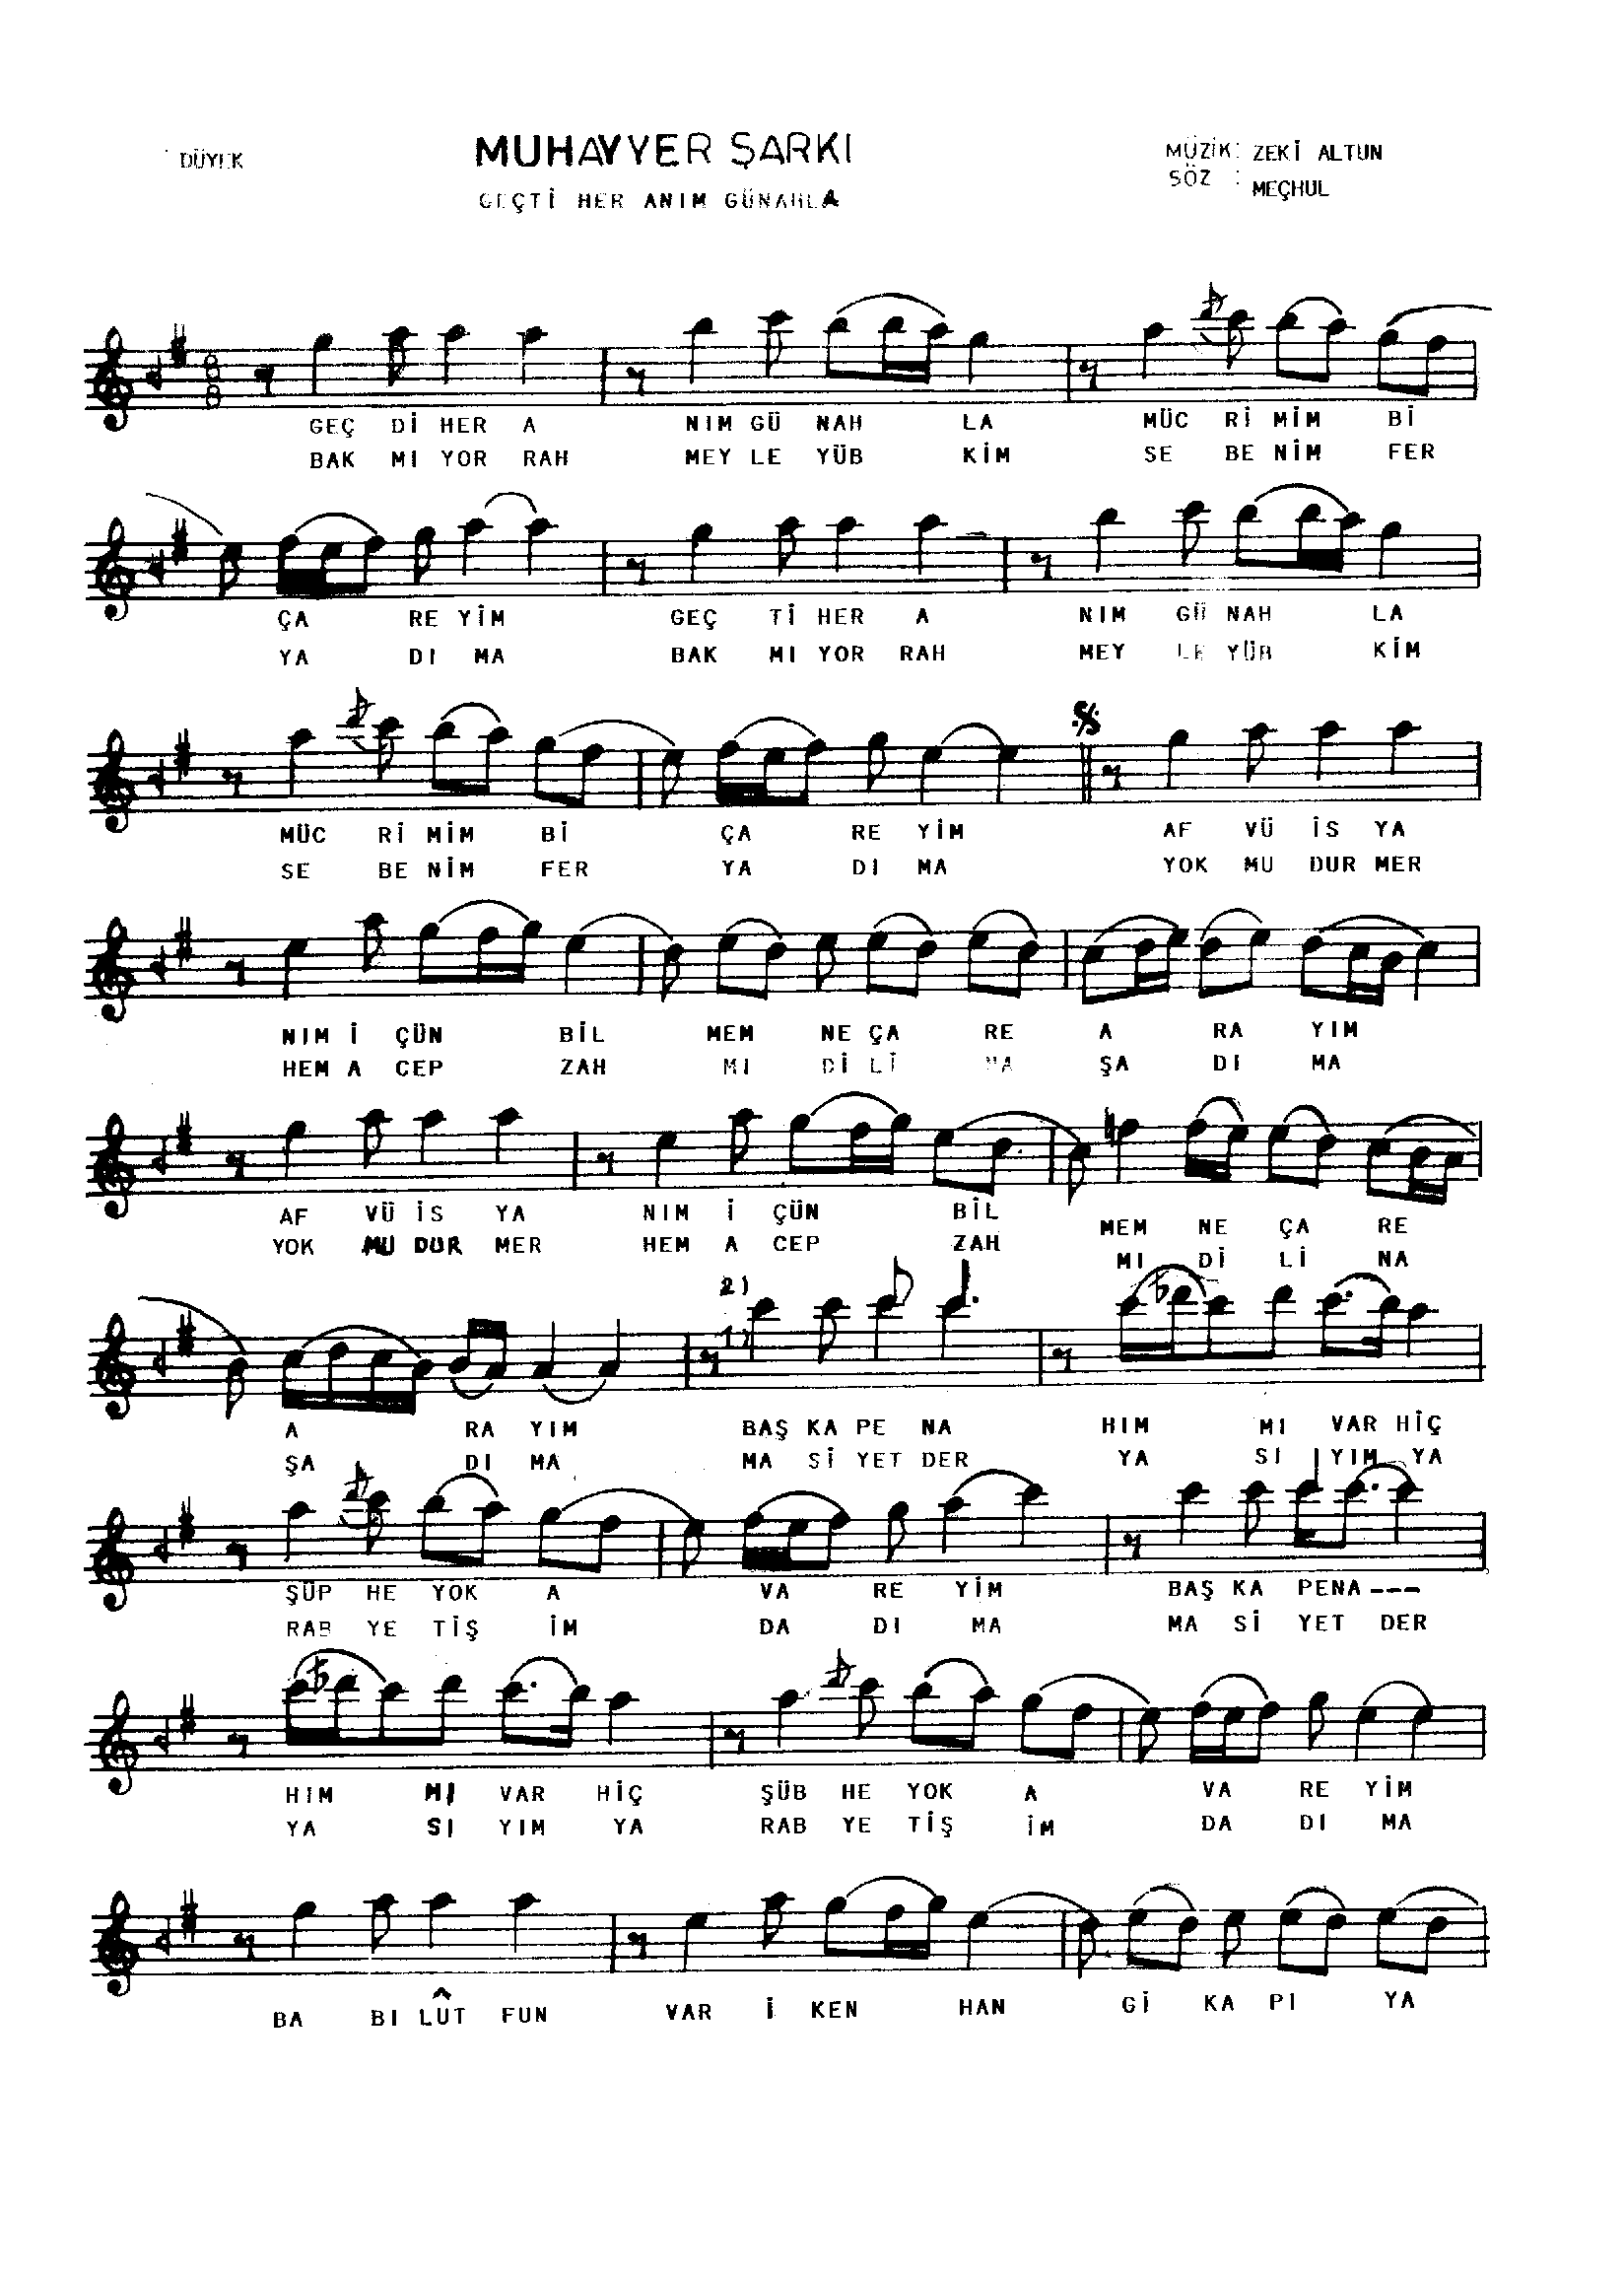 DÜYEK
MUHAYYER ŞARKI
GEÇTİ HER ANIM GÜNAHLA
MÜZİK: ZEKİ ALTUN
SÖZ : MEÇHUL
8
8
GEÇ Dİ HER A NIM GÜ NAH LA MÜC Rİ MİM Bİ
BAK MI YOR RAH MEY LE YÜB KİM SE BE NİM FER
ÇA RE YİM GEÇ Tİ HER A NIM GÜ NAH LA
YA DI MA BAK MI YOR RAH MEY LE YÜB KİM
MÜC Rİ MİM Bİ ÇA RE YİM AF VÜ İS YA
SE BE NİM FER YA DI MA YOK MU DUR MER
NIM İ ÇÜN BİL MEM NE ÇA RE A RA YIM
HEM A CEP ZAH MI Dİ Lİ NA ŞA DI MA
AF VÜ İS YA NIM İ ÇÜN BİL MEM NE ÇA RE
YOK MU DUR MER HEM A CEP ZAH MI Dİ Lİ NA
2)
1)
A RA YIM BAŞ KA PE NA HIM MI VAR HİÇ
ŞA DI MA MA Sİ YET DER YA SI YIM YA
ŞÜP HE YOK A VA RE YİM BAŞ KA PENA---
RAB YE TİŞ İM DA DI MA MA Sİ YET DER
HIM MI VAR HİÇ ŞÜB HE YOK A VA RE YİM
YA SI YIM YA RAB YE TİŞ İM DA DI MA
BA BI LÛT FUN VAR İ KEN HAN Gİ KA PI YA